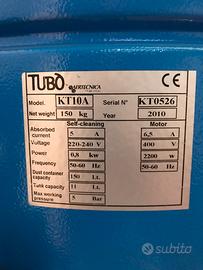 TUBÒ AERTECNICA CE
Model KT10A Serial N° KT0526
Net weight 150 kg Year 2010
Self-cleaning Motor
Absorbed current 5 A 6,5 A
Voltage 220-240 V 400 V
Power 0,8 kw 2200 w
Frequency 50-60 Hz 50-60 Hz
Dust container capacity 150 Lt.
Tank capacity 11 Lt.
Max working pressure 5 Bar
subito